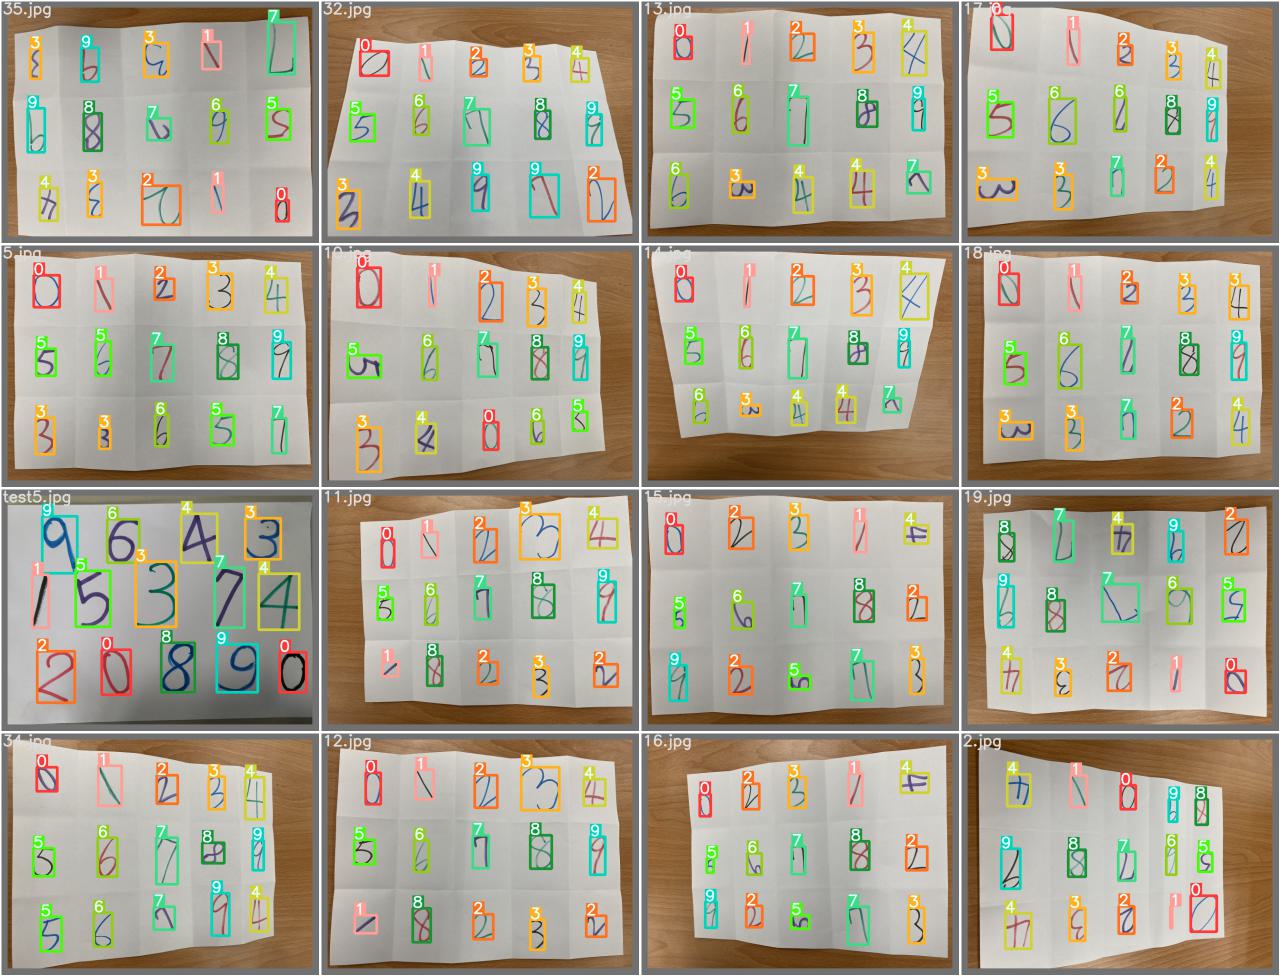 35.jpg
3 9 3 1 7
9 8 7 6 5
4 3 2 1 0
32.jpg
0 1 2 3 4
5 6 7 8 9
3 4 9 7 2
13.jpg
0 1 2 3 4
5 6 7 8 9
6 3 4 4 7
17.jpg
0 1 2 3 4
5 6 6 8 9
3 3 7 2 4
5.jpg
0 1 2 3 4
5 5 7 8 9
3 3 6 5 7
10.jpg
0 1 2 3 4
5 6 7 8 9
3 4 0 6 5
14.jpg
0 1 2 3 4
5 6 7 8 9
6 3 4 4 7
18.jpg
0 1 2 3 3
5 6 7 8 9
3 3 7 2 4
test5.jpg
9 6 4 3
1 5 3 7 4
2 0 8 9 0
11.jpg
0 1 2 3 4
5 6 7 8 9
1 8 2 3 2
15.jpg
0 2 3 1 4
5 6 7 8 2
9 2 5 7 3
19.jpg
8 7 4 9 2
9 8 7 6 5
4 3 2 1 0
34.jpg
0 1 2 3 4
5 6 7 8 9
5 6 7 9 4
12.jpg
0 1 2 3 4
5 6 7 8 9
1 8 2 3 2
16.jpg
0 2 3 1 4
5 6 7 8 2
9 2 5 7 3
2.jpg
4 1 0 9 8
9 8 7 6 5
4 3 2 1 0